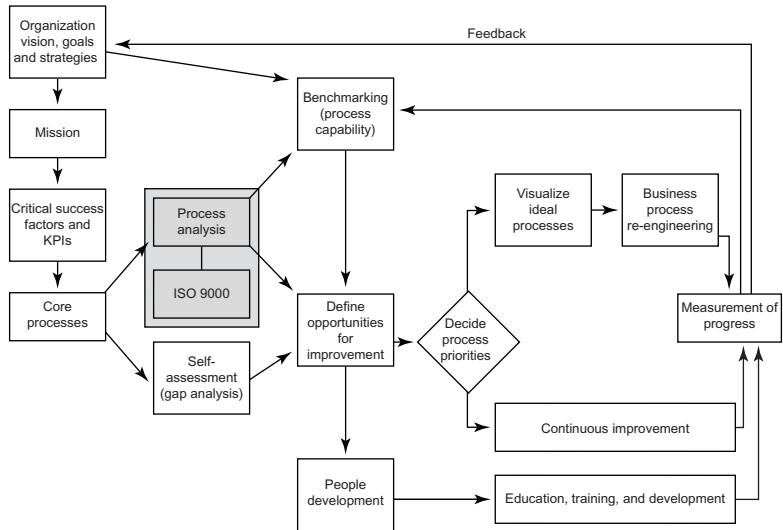 Organization
vision, goals
and strategies
Feedback
Benchmarking
(process
capability)
Mission
Critical success
factors and
KPIs
Process
analysis
ISO 9000
Visualize
ideal
processes
Business
process
re-engineering
Core
processes
Self-
assessment
(gap analysis)
Define
opportunities
for
improvement
Decide
process
priorities
Measurement of
progress
Continuous improvement
People
development
Education, training, and development